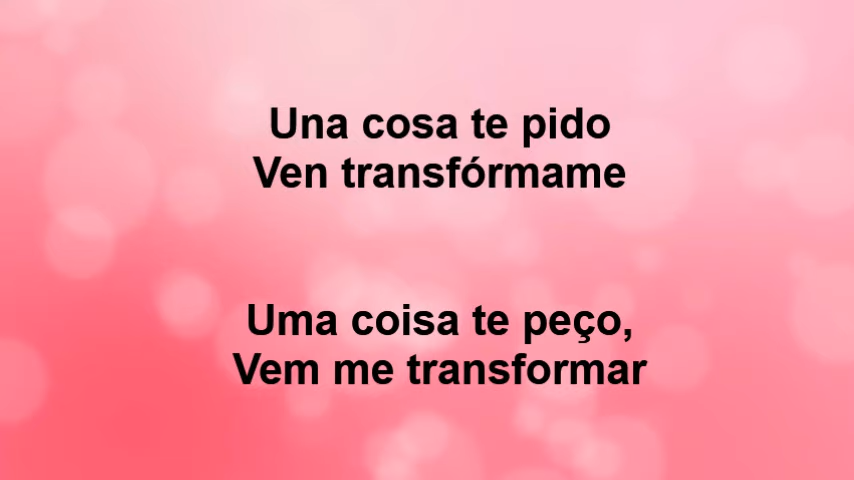 Una cosa te pido
Ven transfórmame
Uma coisa te peço,
Vem me transformar